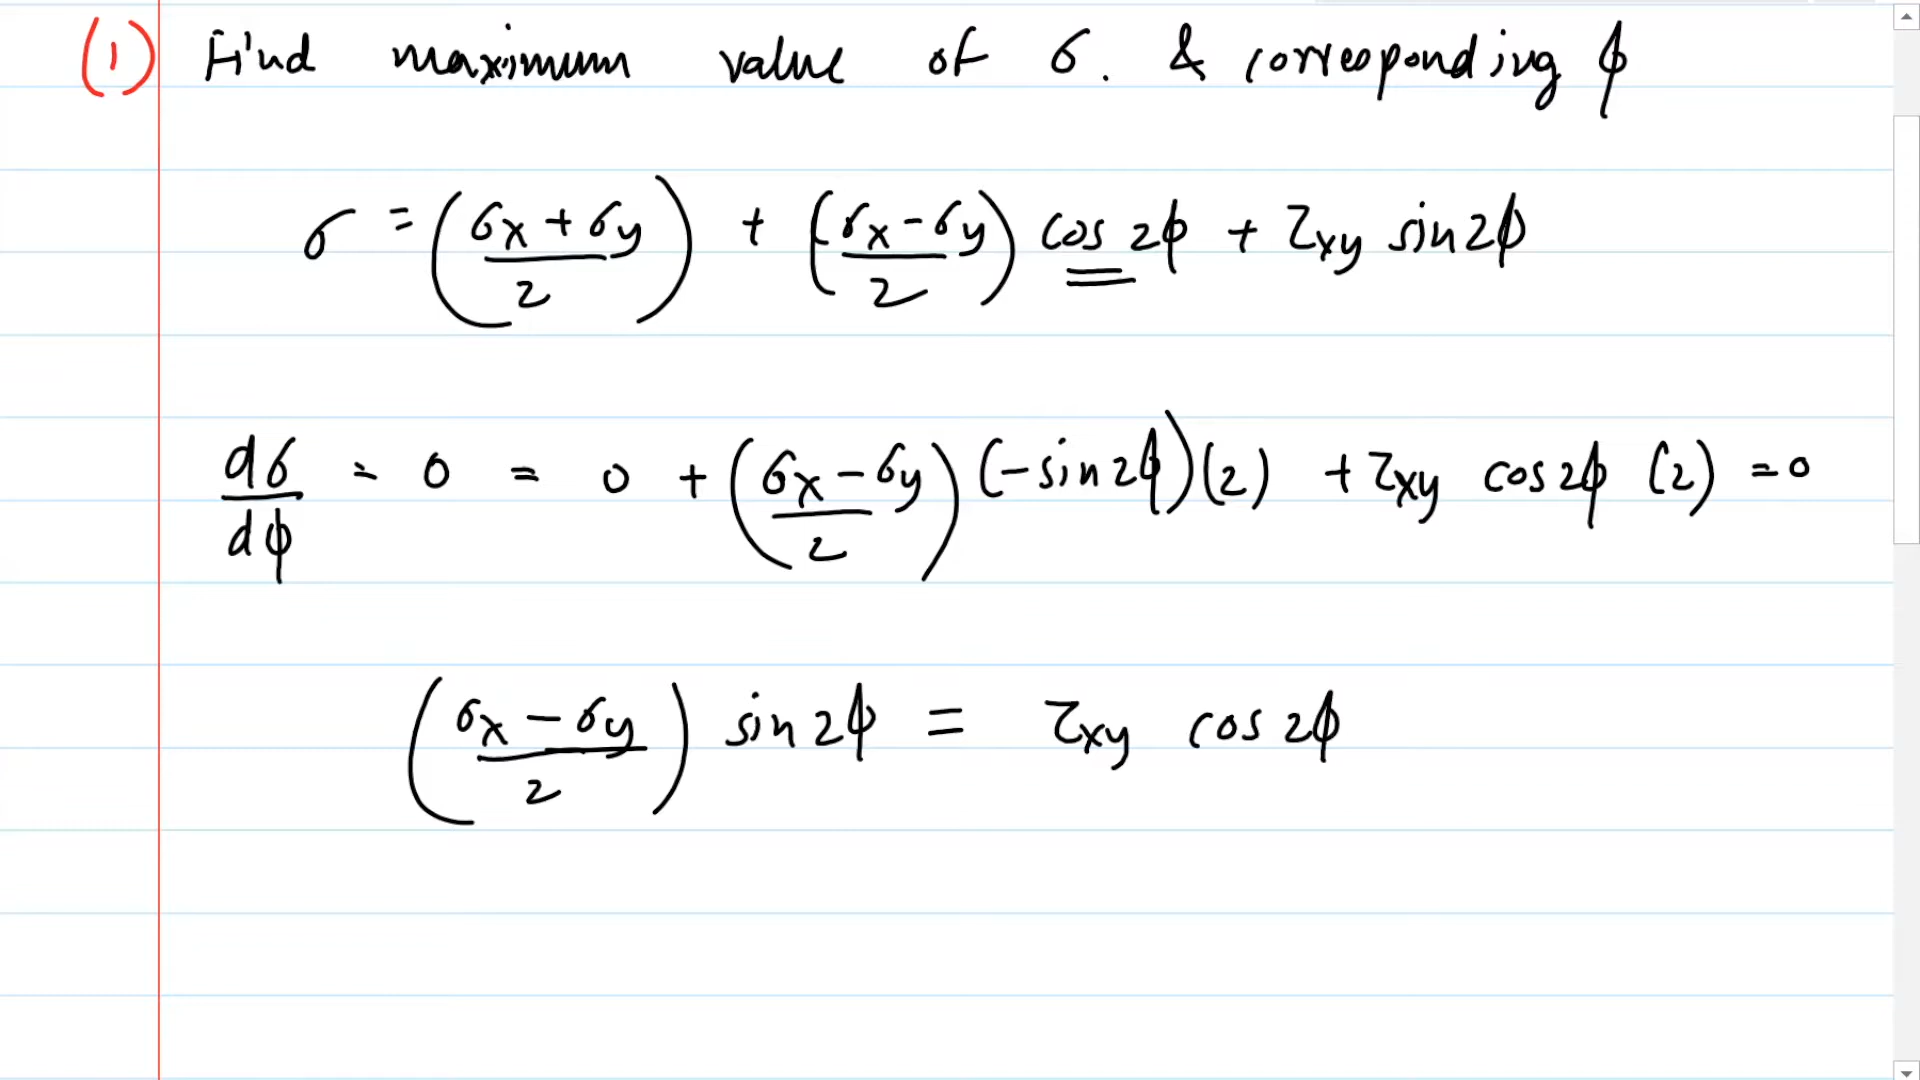 (1) Find maximum value of σ. & corresponding ϕ
σ = (σx + σy / 2) + (σx - σy / 2) cos 2ϕ + τxy sin 2ϕ
dσ/dϕ = 0 = 0 + (σx - σy / 2) (-sin 2ϕ)(2) + τxy cos 2ϕ (2) = 0
(σx - σy / 2) sin 2ϕ = τxy cos 2ϕ